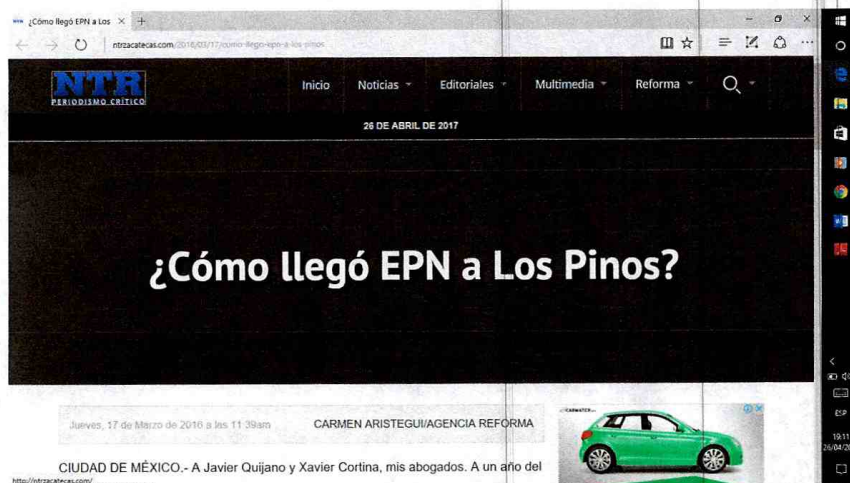 ¿Cómo llegó EPN a Los
ntrzacatecas.com/2016/03/17/como-llego-epn-a-los-pinos
NTR
PERIODISMO CRÍTICO
Inicio Noticias Editoriales Multimedia Reforma
26 DE ABRIL DE 2017
¿Cómo llegó EPN a Los Pinos?
Jueves, 17 de Marzo de 2016 a las 11:39am CARMEN ARISTEGUI/AGENCIA REFORMA
CIUDAD DE MÉXICO.- A Javier Quijano y Xavier Cortina, mis abogados. A un año del
http://ntrzacatecas.com/
ESP
19:11